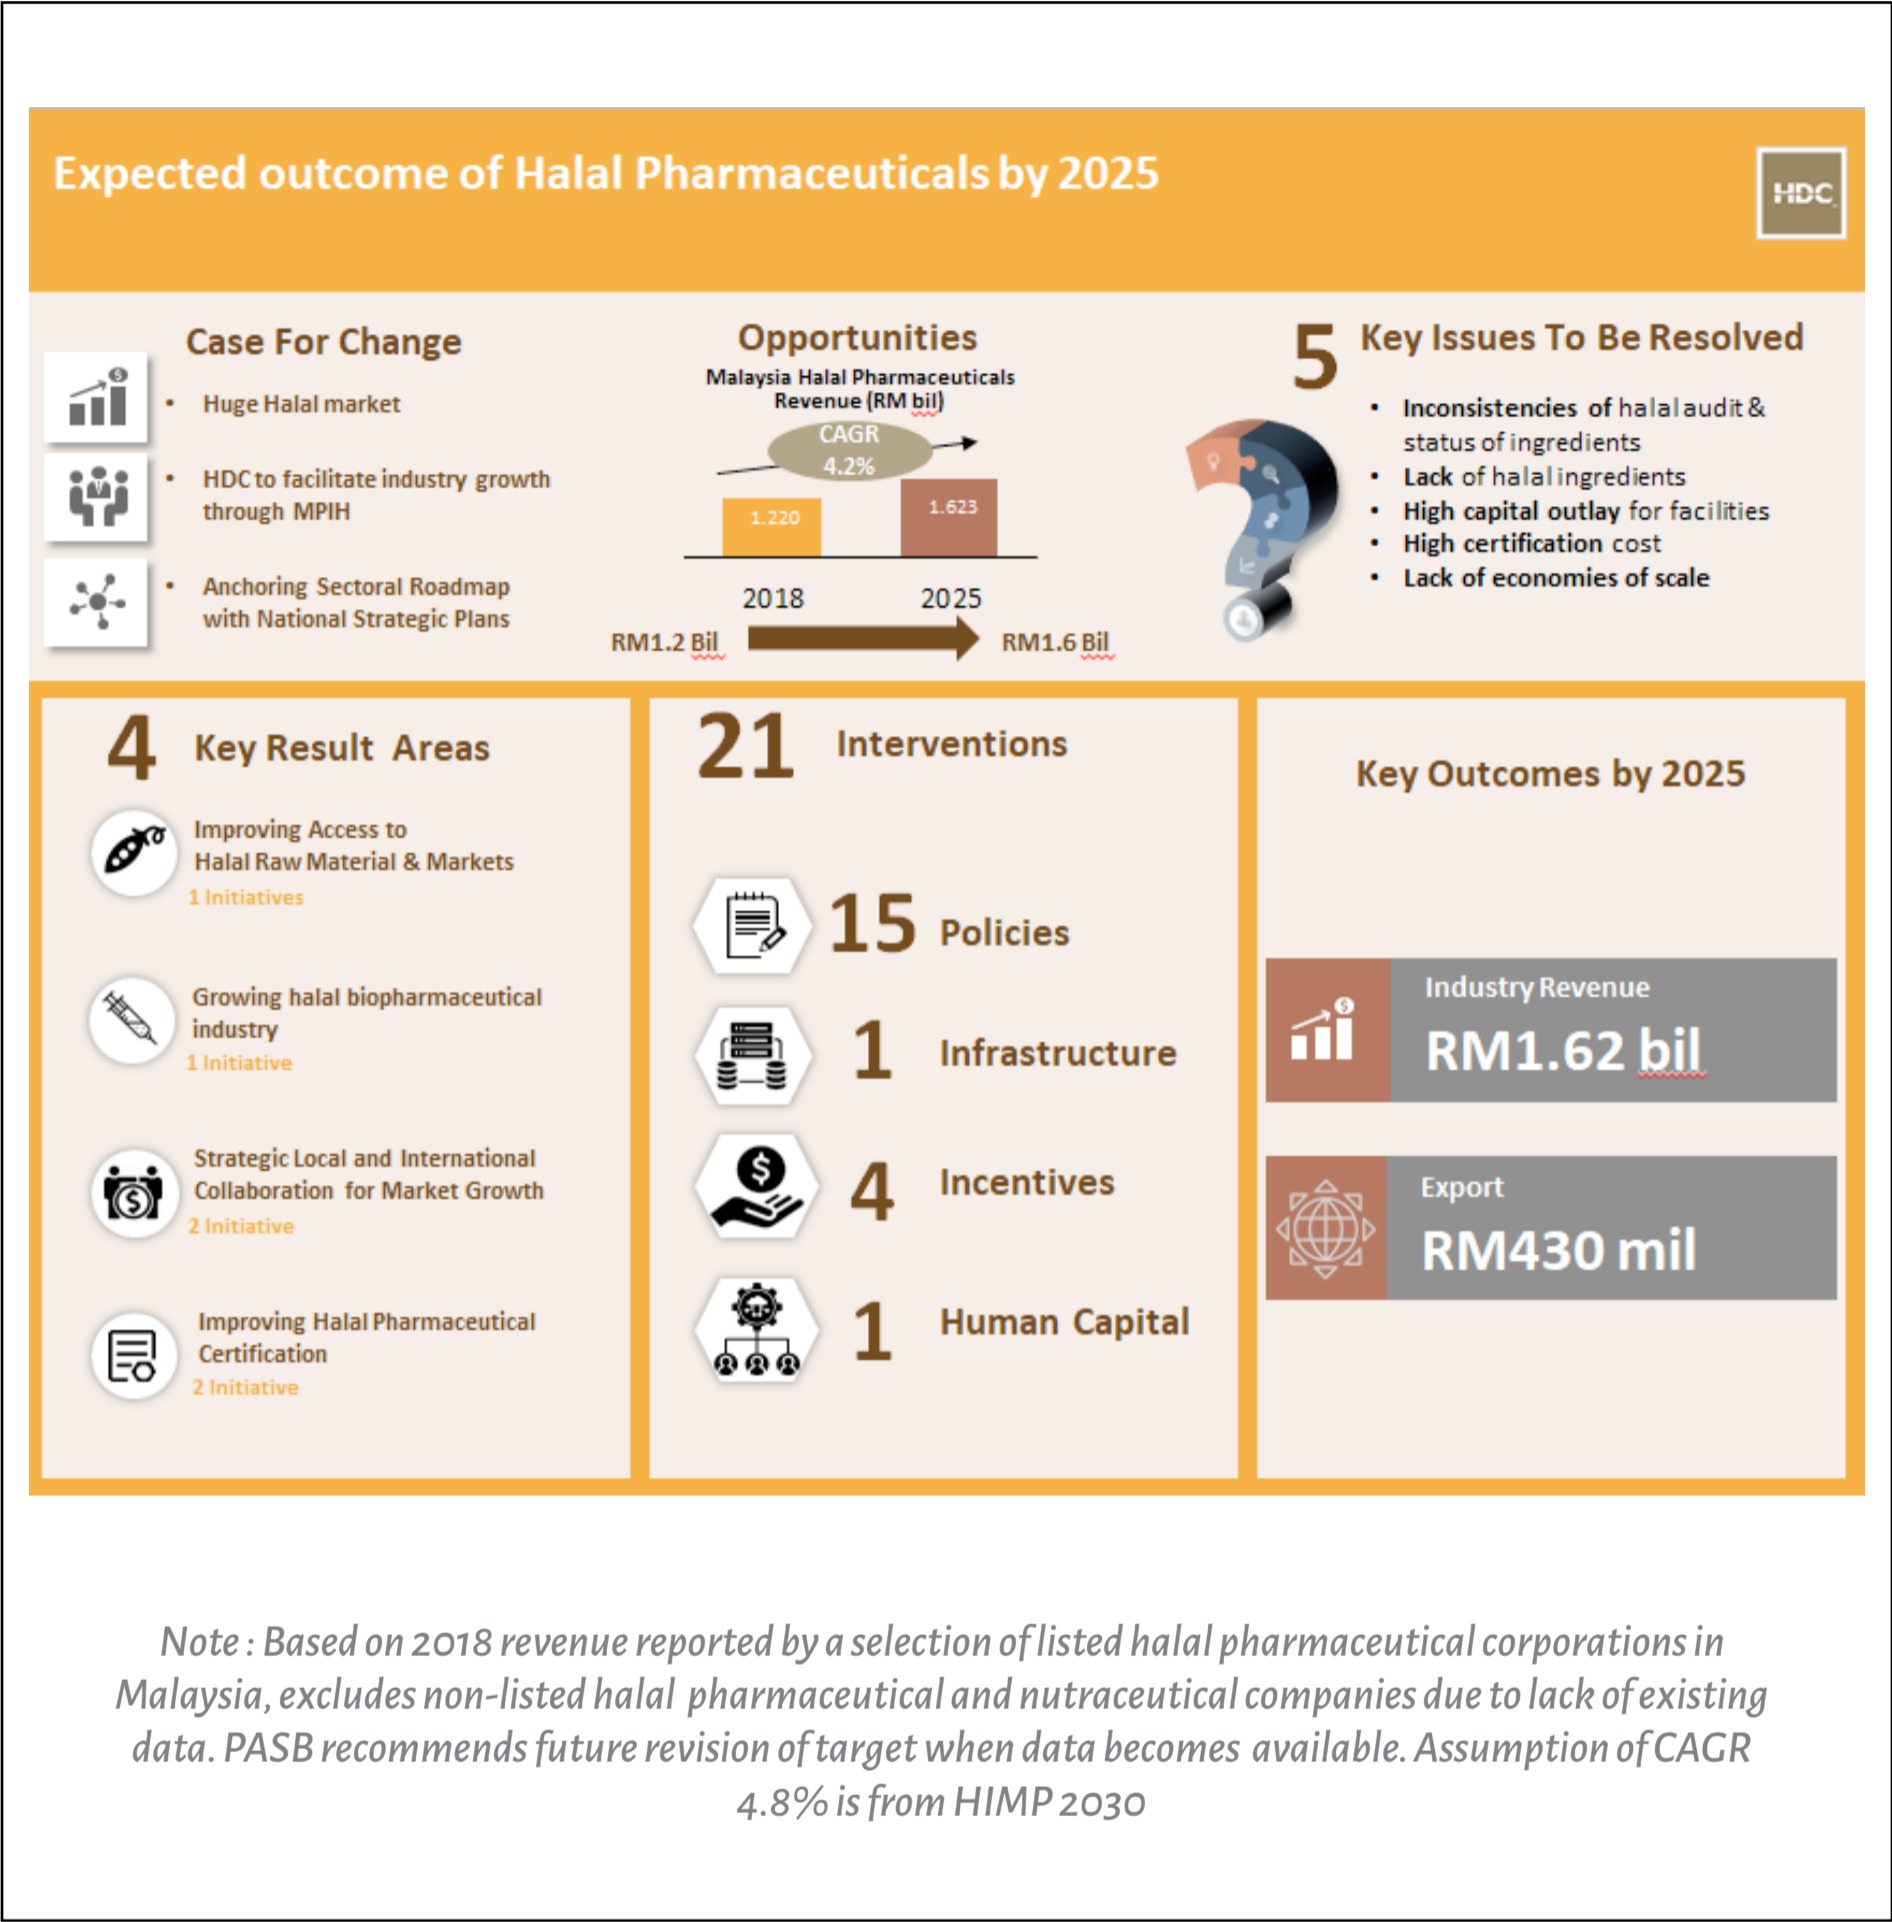 Expected outcome of Halal Pharmaceuticals by 2025
HDC
Case For Change
• Huge Halal market
• HDC to facilitate industry growth
through MPIH
• Anchoring Sectoral Roadmap
with National Strategic Plans
Opportunities
Malaysia Halal Pharmaceuticals
Revenue (RM bil)
CAGR
4.2%
1.220
1.623
2018
2025
RM1.2 Bil
RM1.6 Bil
5 Key Issues To Be Resolved
• Inconsistencies of halal audit &
status of ingredients
• Lack of halal ingredients
• High capital outlay for facilities
• High certification cost
• Lack of economies of scale
4 Key Result Areas
Improving Access to
Halal Raw Material & Markets
1 Initiatives
Growing halal biopharmaceutical
industry
1 Initiative
Strategic Local and International
Collaboration for Market Growth
2 Initiative
Improving Halal Pharmaceutical
Certification
2 Initiative
21 Interventions
15 Policies
1 Infrastructure
4 Incentives
1 Human Capital
Key Outcomes by 2025
Industry Revenue
RM1.62 bil
Export
RM430 mil
Note : Based on 2018 revenue reported by a selection of listed halal pharmaceutical corporations in
Malaysia, excludes non-listed halal pharmaceutical and nutraceutical companies due to lack of existing
data. PASB recommends future revision of target when data becomes available. Assumption of CAGR
4.8% is from HIMP 2030